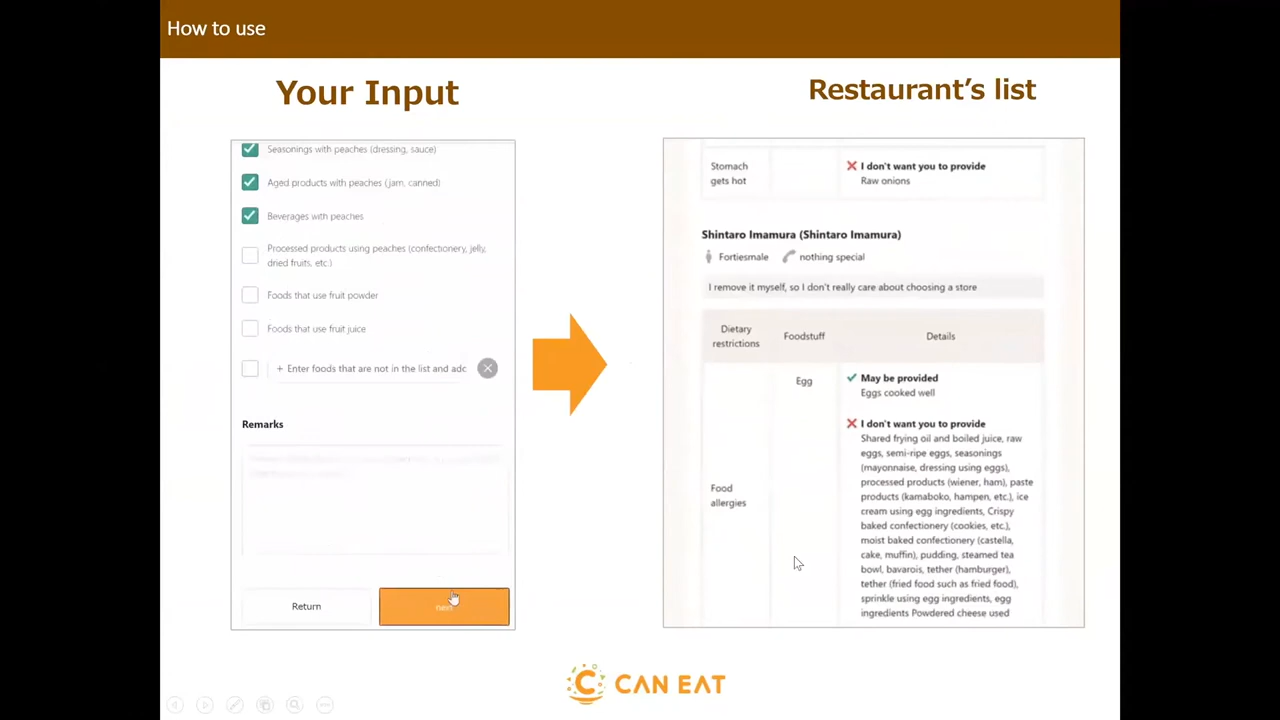 How to use
Your Input
Seasonings with peaches (dressing, sauce)
Aged products with peaches (jam, canned)
Beverages with peaches
Processed products using peaches (confectionery, jelly,
dried fruits, etc.)
Foods that use fruit powder
Foods that use fruit juice
+ Enter foods that are not in the list and adc
Remarks
Return
Restaurant's list
Stomach
gets hot
I don't want you to provide
Raw onions
Shintaro Imamura (Shintaro Imamura)
Fortiesmale nothing special
I remove it myself, so I don't really care about choosing a store
Dietary
restrictions
Foodstuff
Details
Food
allergies
Egg
May be provided
Eggs cooked well
I don't want you to provide
Shared frying oil and boiled juice, raw
eggs, semi-ripe eggs, seasonings
(mayonnaise, dressing using eggs),
processed products (wiener, ham), paste
products (kamaboko, hampen, etc.), ice
cream using egg ingredients, Crispy
baked confectionery (cookies, etc.),
moist baked confectionery (castella,
cake, muffin), pudding, steamed tea
bowl, bavarois, tether (hamburger),
tether (fried food such as fried food),
sprinkle using egg ingredients, egg
ingredients Powdered cheese used
CAN EAT